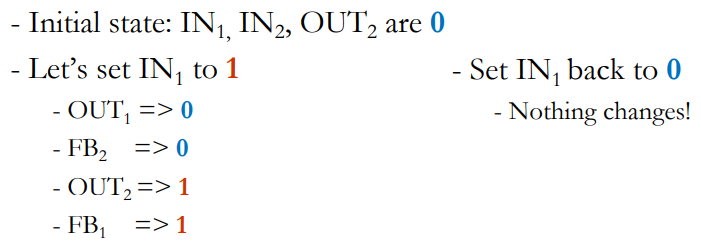 - Initial state: IN1, IN2, OUT2 are 0
- Let's set IN1 to 1
- OUT1 => 0
- FB2 => 0
- OUT2 => 1
- FB1 => 1
- Set IN1 back to 0
- Nothing changes!